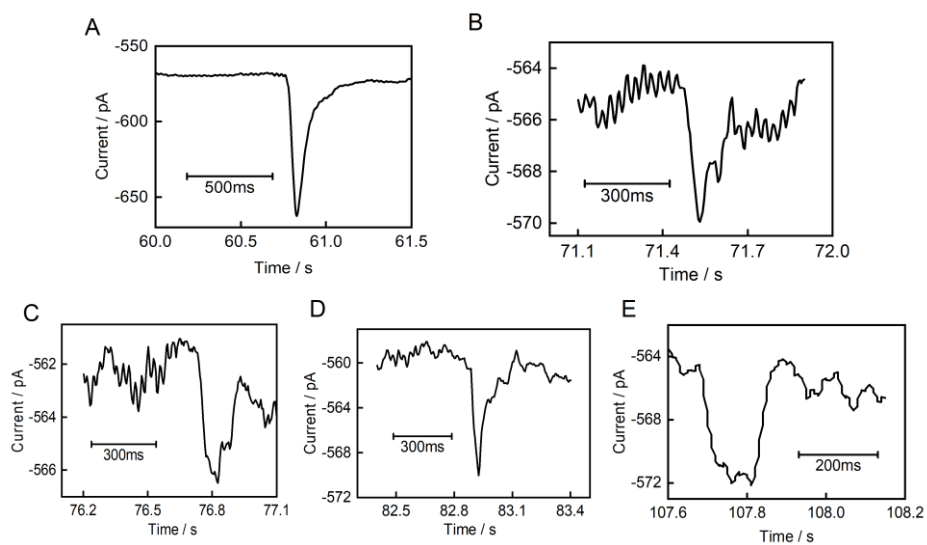 A
Current / pA
-550
-600
-650
500ms
60.0 60.5 61.0 61.5
Time / s
B
Current / pA
-564
-566
-568
-570
300ms
71.1 71.4 71.7 72.0
Time / s
C
Current / pA
-562
-564
-566
300ms
76.2 76.5 76.8 77.1
Time / s
D
Current / pA
-560
-564
-568
-572
300ms
82.5 82.8 83.1 83.4
Time / s
E
Current / pA
-564
-568
-572
200ms
107.6 107.8 108.0 108.2
Time / s